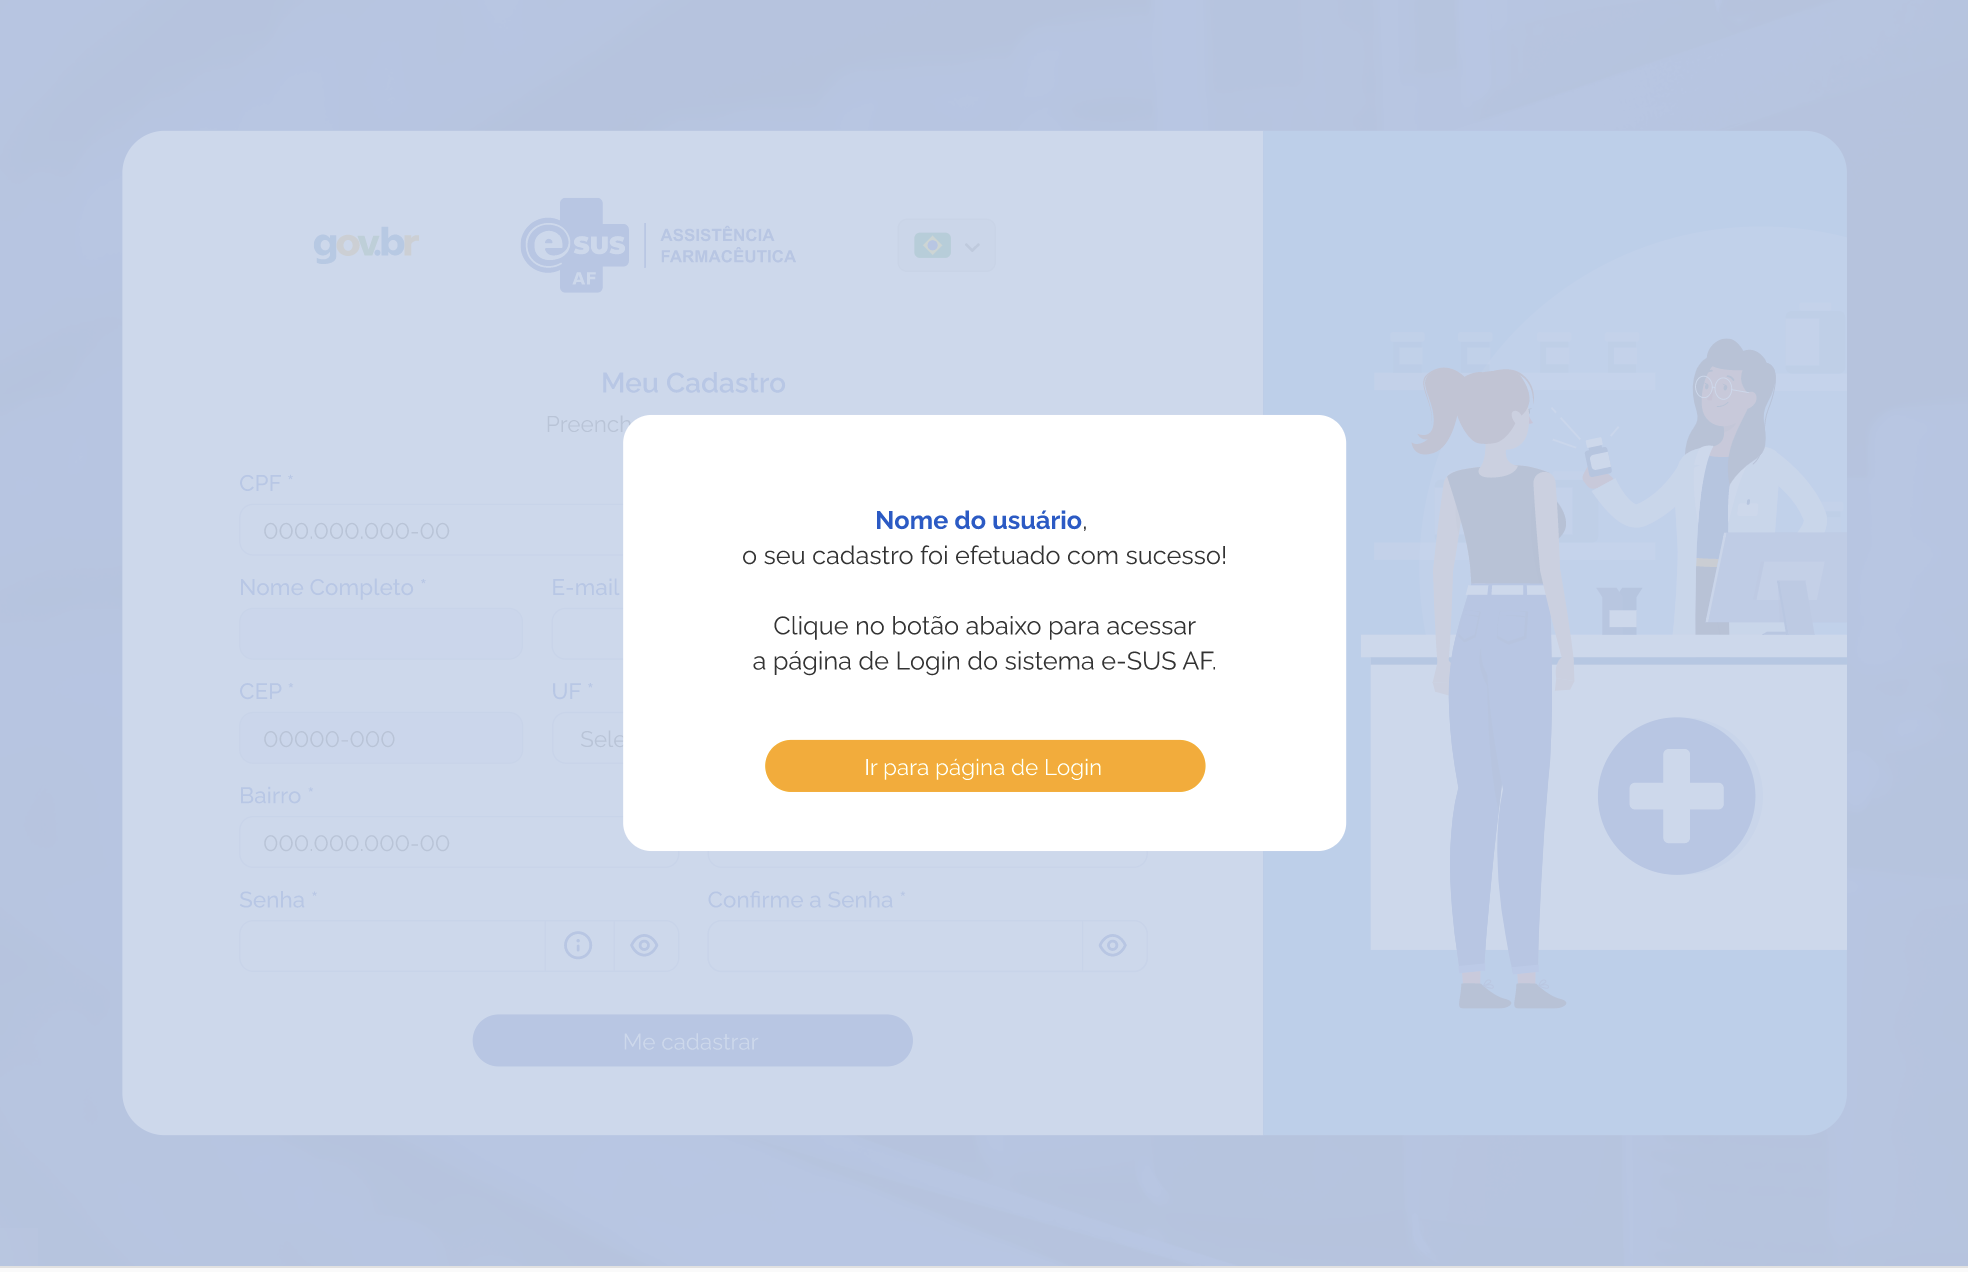 gov.br
e sus
AF
ASSISTÊNCIA
FARMACÊUTICA
Meu Cadastro
Preench
Nome do usuário,
o seu cadastro foi efetuado com sucesso!
Clique no botão abaixo para acessar
a página de Login do sistema e-SUS AF.
Ir para página de Login
CPF *
000.000.000-00
Nome Completo *
E-mail
CEP *
UF *
00000-000
Sele
Bairro *
000.000.000-00
Senha *
Confirme a Senha *
Me cadastrar